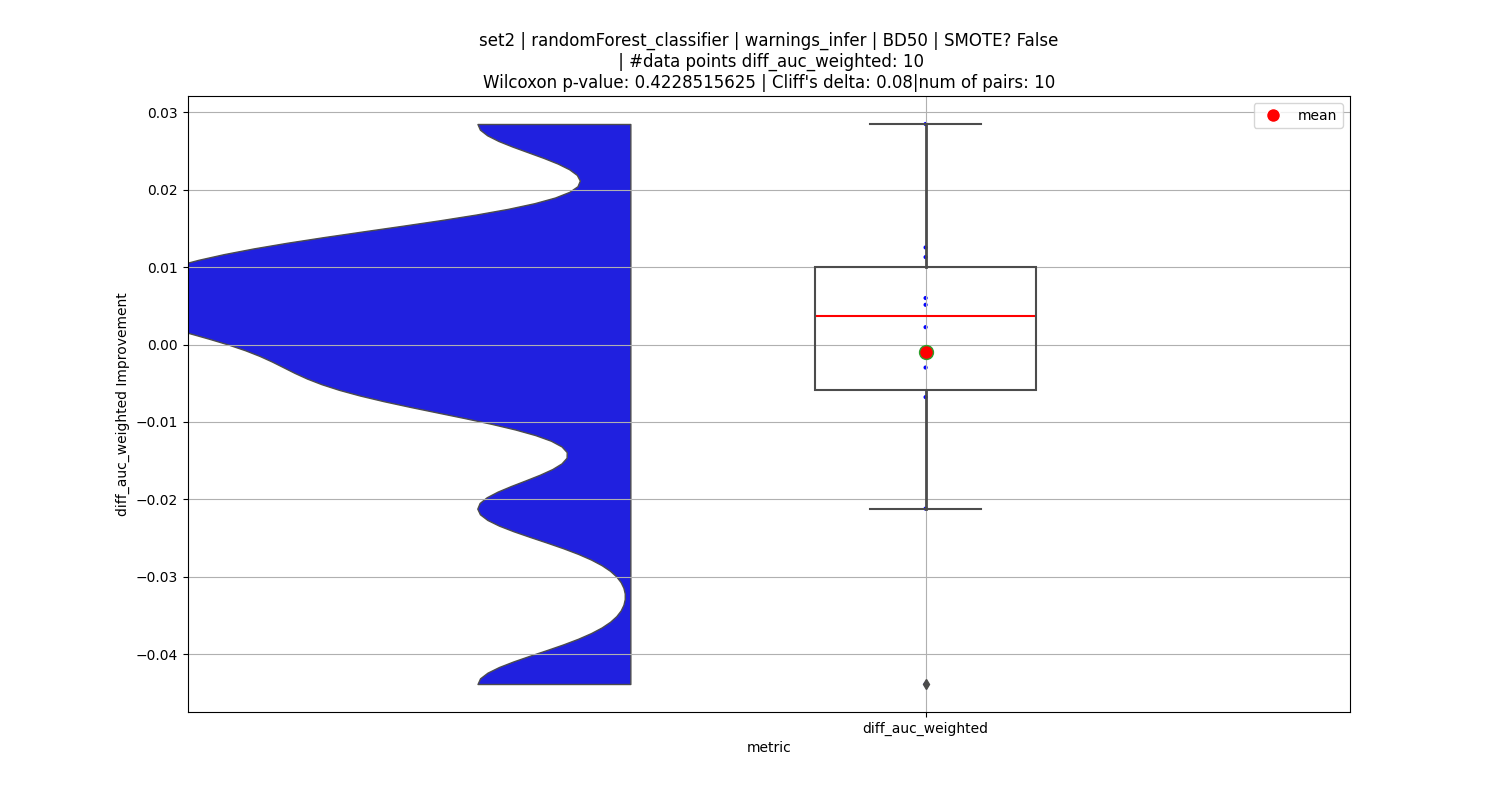 set2 | randomForest_classifier | warnings_infer | BD50 | SMOTE? False
| #data points diff_auc_weighted: 10
Wilcoxon p-value: 0.4228515625 | Cliff's delta: 0.08|num of pairs: 10
mean
0.03
0.02
0.01
0.00
−0.01
−0.02
−0.03
−0.04
diff_auc_weighted Improvement
diff_auc_weighted
metric